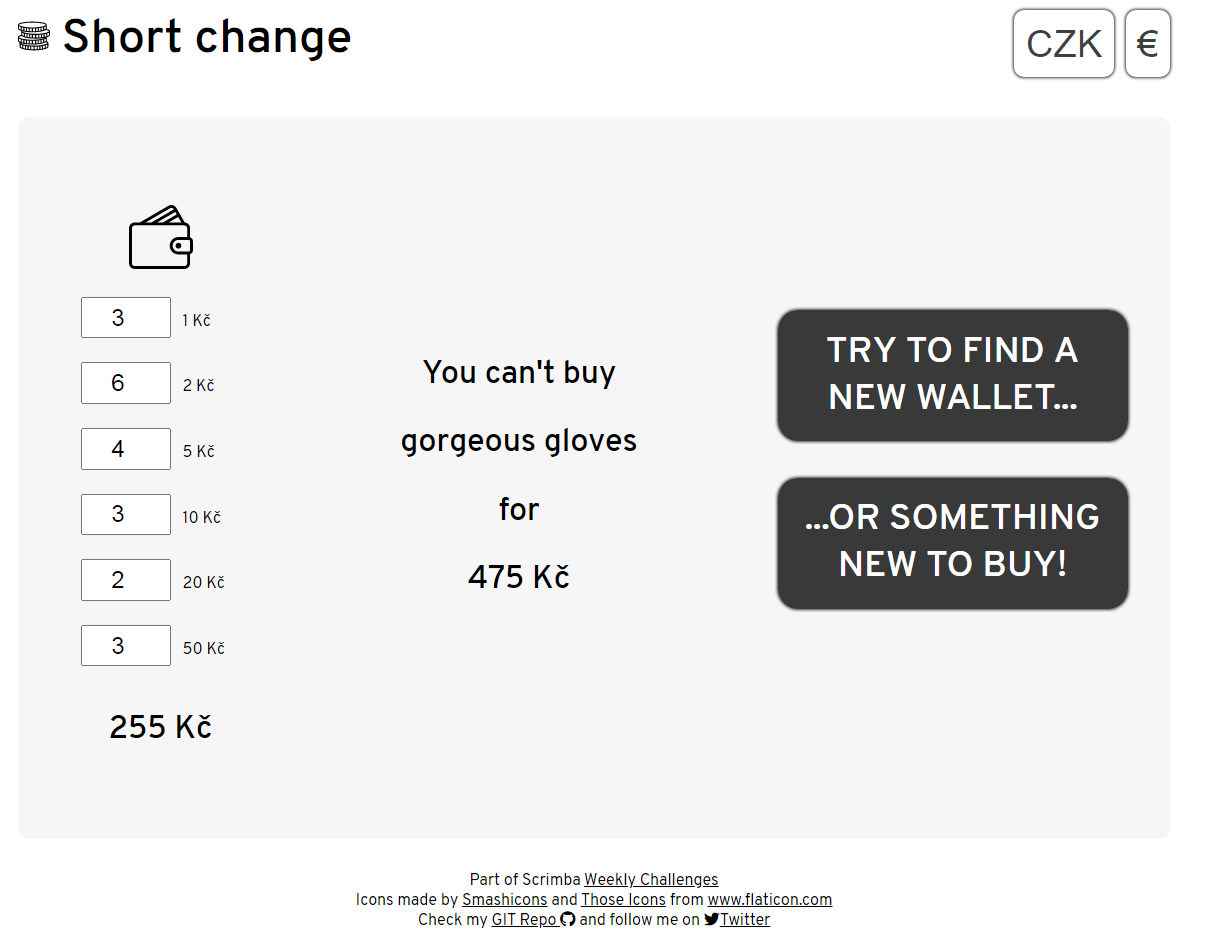 Short change
CZK €
3 1 Kč
6 2 Kč
4 5 Kč
3 10 Kč
2 20 Kč
3 50 Kč
255 Kč
You can't buy
gorgeous gloves
for
475 Kč
TRY TO FIND A
NEW WALLET...
...OR SOMETHING
NEW TO BUY!
Part of Scrimba Weekly Challenges
Icons made by Smashicons and Those Icons from www.flaticon.com
Check my GIT Repo and follow me on Twitter